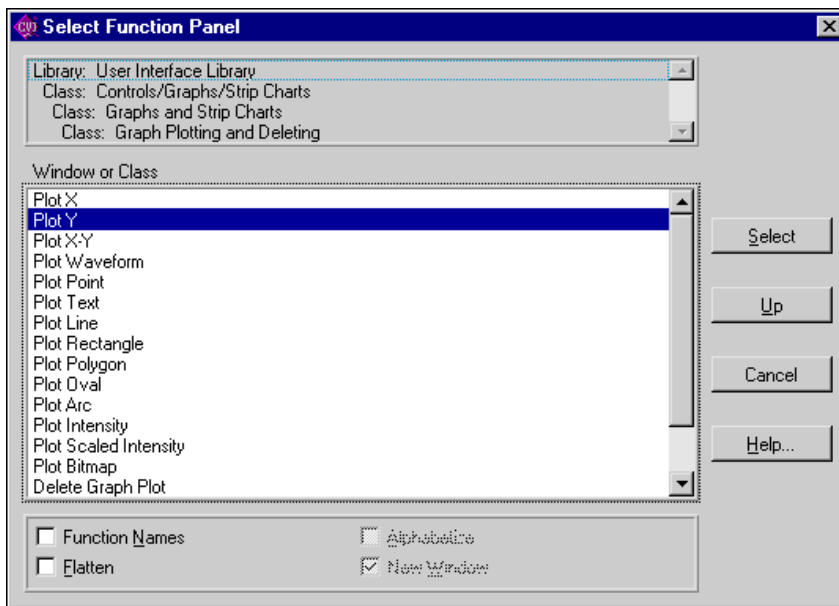 CVI Select Function Panel
Library: User Interface Library
Class: Controls/Graphs/Strip Charts
Class: Graphs and Strip Charts
Class: Graph Plotting and Deleting
Window or Class
Plot X
Plot Y
Plot X-Y
Plot Waveform
Plot Point
Plot Text
Plot Line
Plot Rectangle
Plot Polygon
Plot Oval
Plot Arc
Plot Intensity
Plot Scaled Intensity
Plot Bitmap
Delete Graph Plot
Select
Up
Cancel
Help...
Function Names
Alphabetize
Flatten
New Window